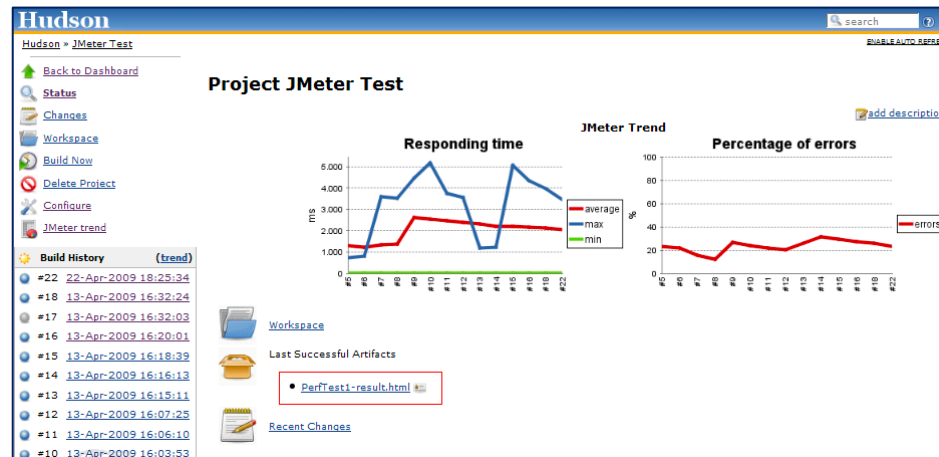 Hudson
search
Hudson » JMeter Test
ENABLE AUTO REFRE
Back to Dashboard
Status
Changes
Workspace
Build Now
Delete Project
Configure
JMeter trend
Build History (trend)
#22 22-Apr-2009 18:25:34
#18 13-Apr-2009 16:32:24
#17 13-Apr-2009 16:32:03
#16 13-Apr-2009 16:20:01
#15 13-Apr-2009 16:18:39
#14 13-Apr-2009 16:16:13
#13 13-Apr-2009 16:15:11
#12 13-Apr-2009 16:07:25
#11 13-Apr-2009 16:06:10
#10 13-Apr-2009 16:03:53
Project JMeter Test
add descriptio
JMeter Trend
Responding time
5.000
4.000
3.000
2.000
1.000
0
ms
#5 #6 #7 #8 #9 #10 #11 #12 #13 #14 #15 #16 #18 #22
average
max
min
Percentage of errors
100
80
60
40
20
0
%
#5 #6 #7 #8 #9 #10 #11 #12 #13 #14 #15 #16 #18 #22
errors
Workspace
Last Successful Artifacts
• PerfTest1-result.html
Recent Changes